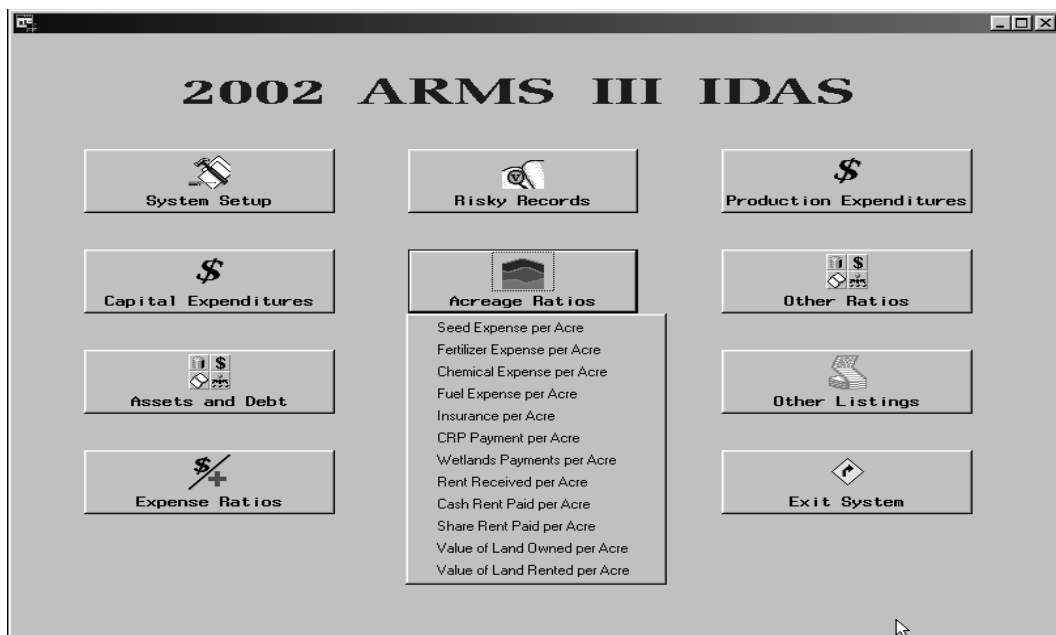 2002 ARMS III IDAS
System Setup
Risky Records
Production Expenditures
Capital Expenditures
Acreage Ratios
Other Ratios
Seed Expense per Acre
Fertilizer Expense per Acre
Chemical Expense per Acre
Fuel Expense per Acre
Insurance per Acre
CRP Payment per Acre
Wetlands Payments per Acre
Rent Received per Acre
Cash Rent Paid per Acre
Share Rent Paid per Acre
Value of Land Owned per Acre
Value of Land Rented per Acre
Assets and Debt
Other Listings
Expense Ratios
Exit System